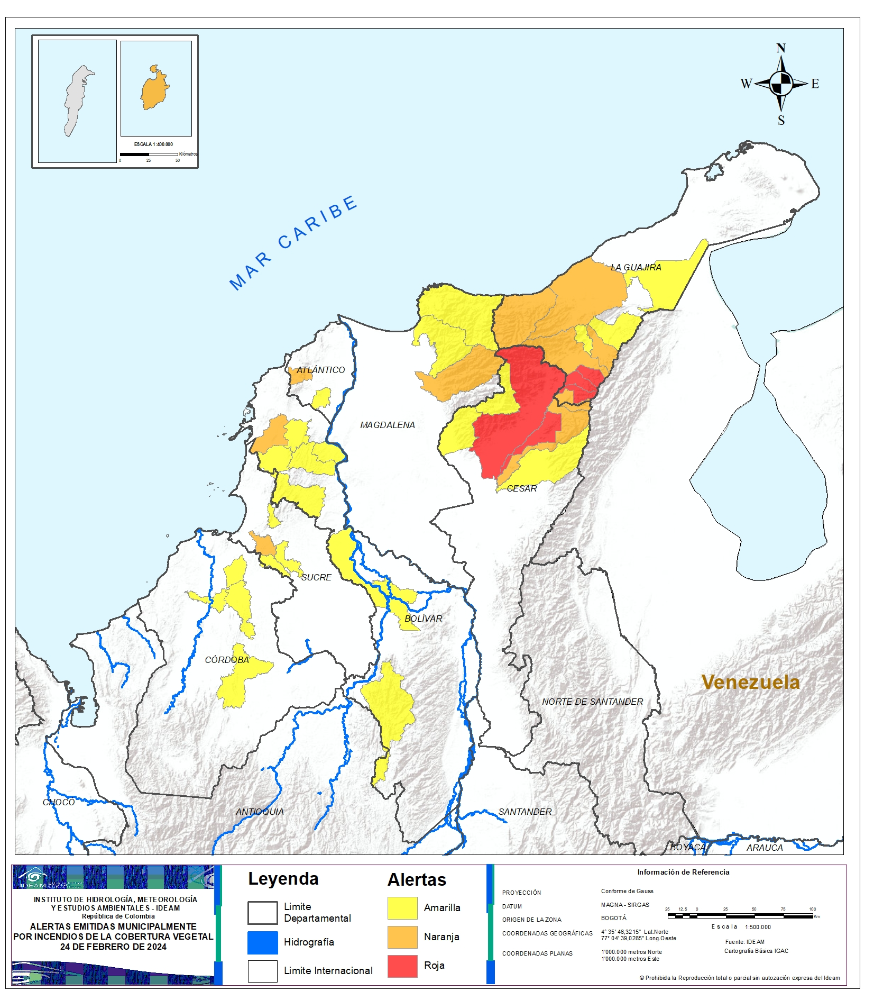 N
W
E
S
ESCALA 1:400.000
Kilómetros
0 25 50
MAR CARIBE
LA GUAJIRA
ATLÁNTICO
MAGDALENA
CESAR
SUCRE
BOLÍVAR
CÓRDOBA
Venezuela
NORTE DE SANTANDER
CHOCÓ
ANTIOQUIA
SANTANDER
BOYACÁ
ARAUCA
IDEAM
INSTITUTO DE HIDROLOGÍA, METEOROLOGÍA
Y ESTUDIOS AMBIENTALES - IDEAM
República de Colombia
ALERTAS EMITIDAS MUNICIPALMENTE
POR INCENDIOS DE LA COBERTURA VEGETAL
24 DE FEBRERO DE 2024
Leyenda
Limite
Departamental
Hidrografía
Limite Internacional
Alertas
Amarilla
Naranja
Roja
Información de Referencia
PROYECCIÓN Conforme de Gauss
DATUM MAGNA - SIRGAS
ORIGEN DE LA ZONA BOGOTÁ
COORDENADAS GEOGRÁFICAS 4° 35' 46,3215" Lat.Norte
77° 04' 39,0285" Long.Oeste
COORDENADAS PLANAS 1'000.000 metros Norte
1'000.000 metros Este
25 12,5 0 25 50 75 100
Km
Escala 1:500.000
Fuente: IDEAM
Cartografía Básica IGAC
© Prohibida la Reproducción total o parcial sin autozación expresa del Ideam